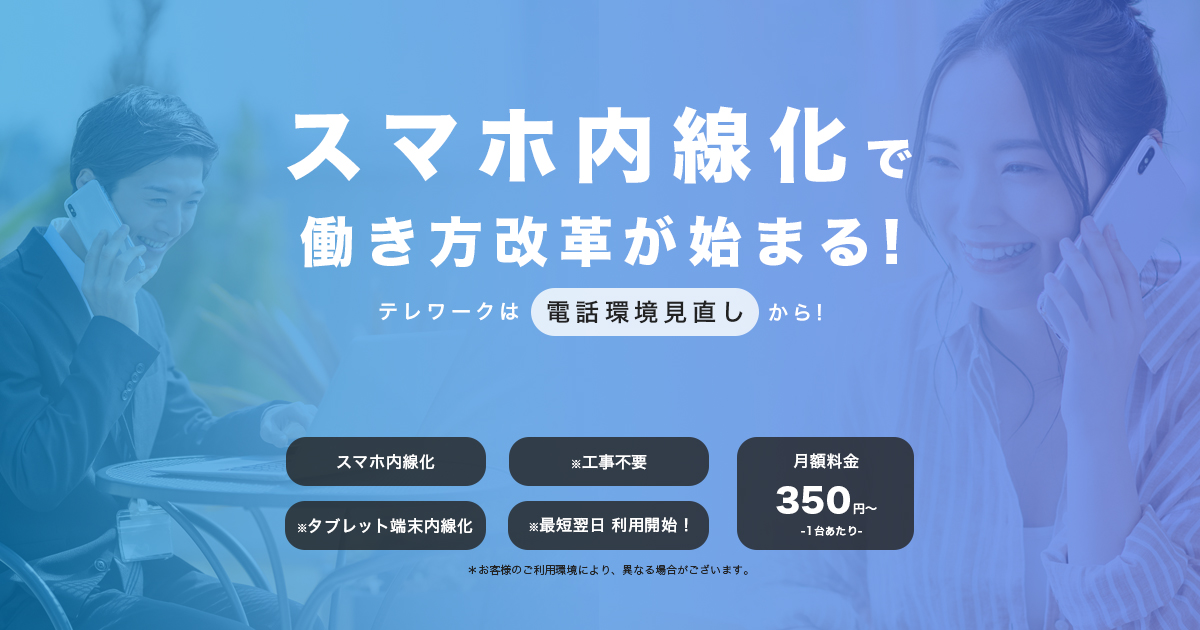 スマホ内線化で
働き方改革が始まる!
テレワークは 電話環境見直し から!
スマホ内線化
※工事不要
※タブレット端末内線化
※最短翌日 利用開始！
月額料金
350円〜
-1台あたり-
＊お客様のご利用環境により、異なる場合がございます。